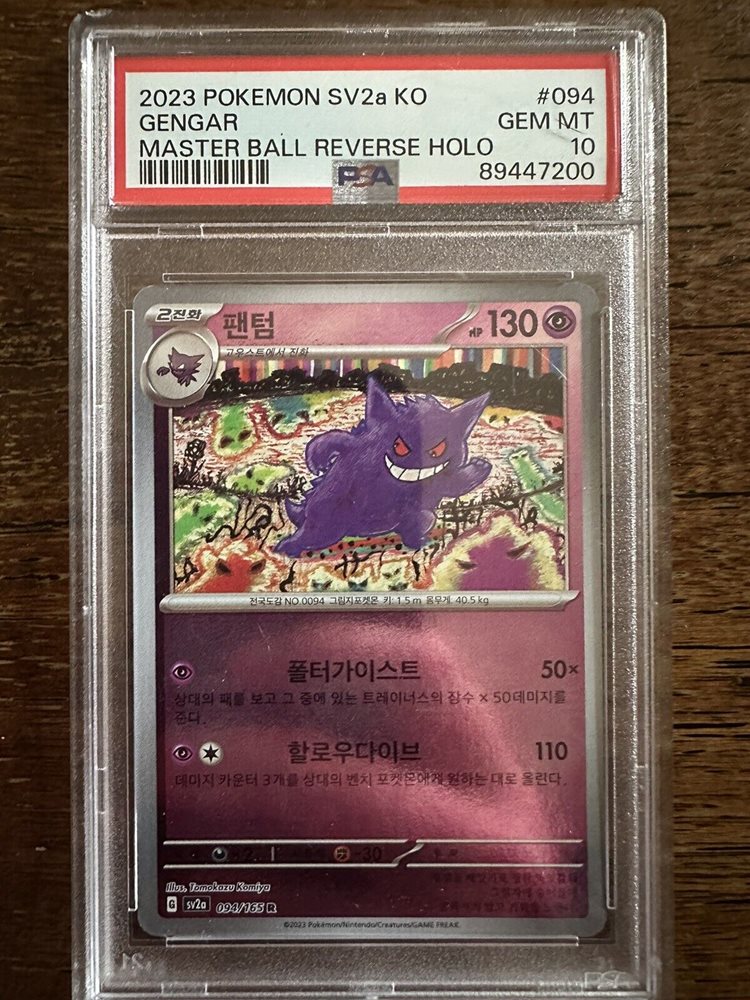 2023 POKEMON SV2a KO #094
GENGAR GEM MT
MASTER BALL REVERSE HOLO 10
PSA 89447200
2진화 팬텀 HP 130
고우스트에서 진화
전국도감 NO 0094 그림자포켓몬 키: 1.5 m 몸무게: 40.5 kg
폴터가이스트 50×
상대의 패를 보고 그 중에 있는 트레이너스의 장수 × 50데미지를
준다.
할로우다이브 110
데미지 카운터 3개를 상대의 벤치 포켓몬에게 원하는 대로 올린다.
-30
Illus. Tomokazu Komiya
G sv2a 094/165 R
©2023 Pokémon/Nintendo/Creatures/GAME FREAK.